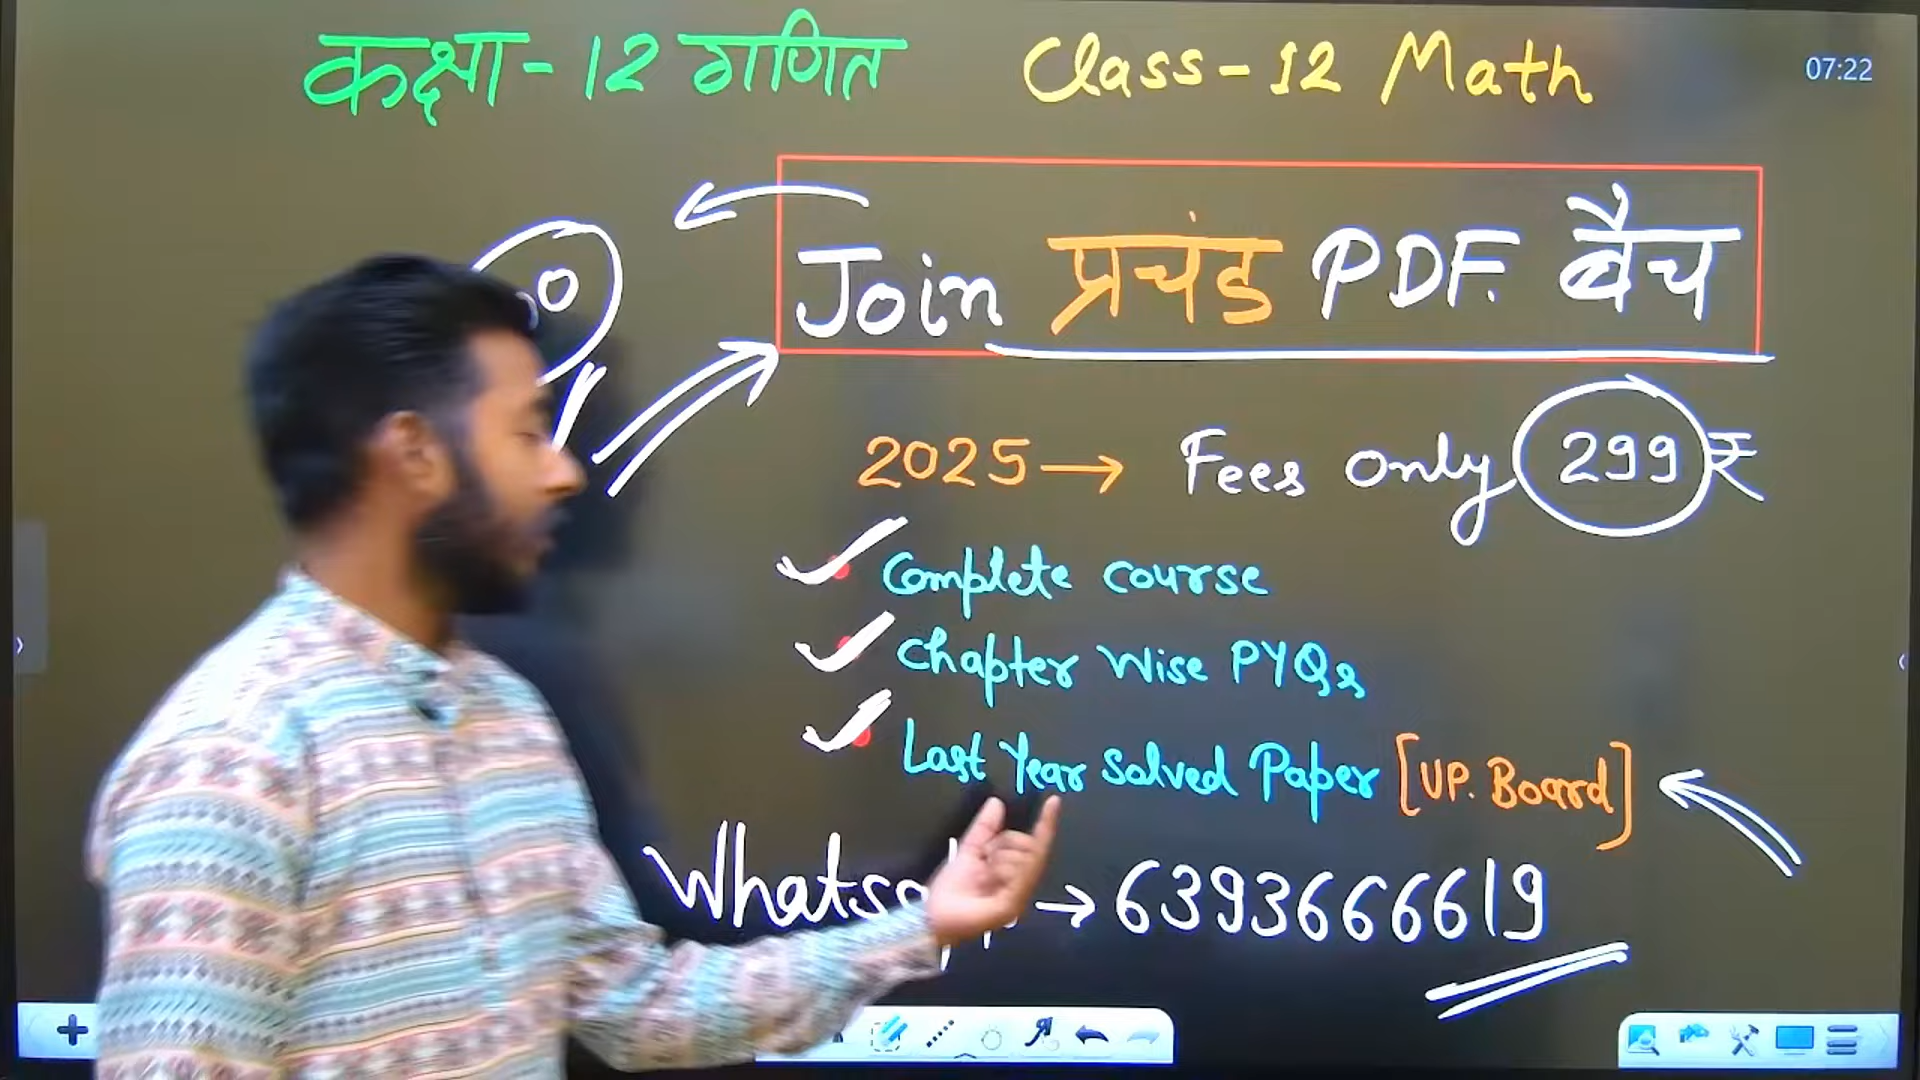 कक्षा-12 गणित Class-12 Math
07:22
Join प्रचंड PDF. बैच
2025 → Fees only 299 ₹
Complete course
Chapter Wise PYQs
Last Year Solved Paper [UP. Board]
→ 6393666619